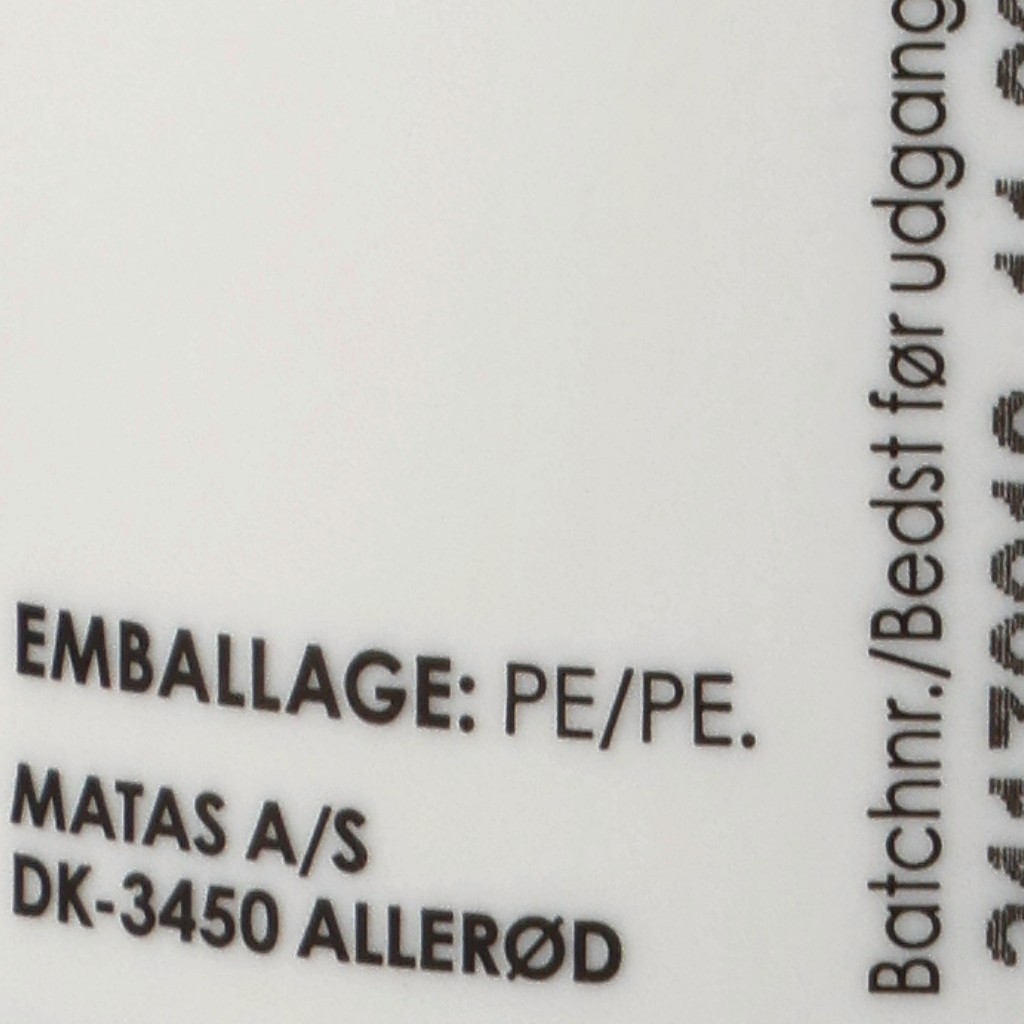 EMBALLAGE: PE/PE.
MATAS A/S
DK-3450 ALLERØD
Batchnr./Bedst før udgang